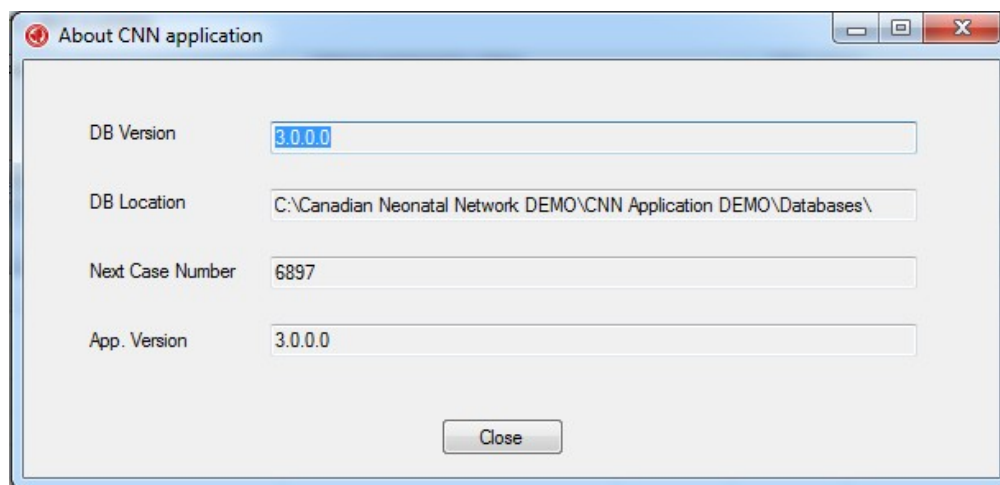 About CNN application
DB Version 3.0.0.0
DB Location C:\Canadian Neonatal Network DEMO\CNN Application DEMO\Databases\
Next Case Number 6897
App. Version 3.0.0.0
Close